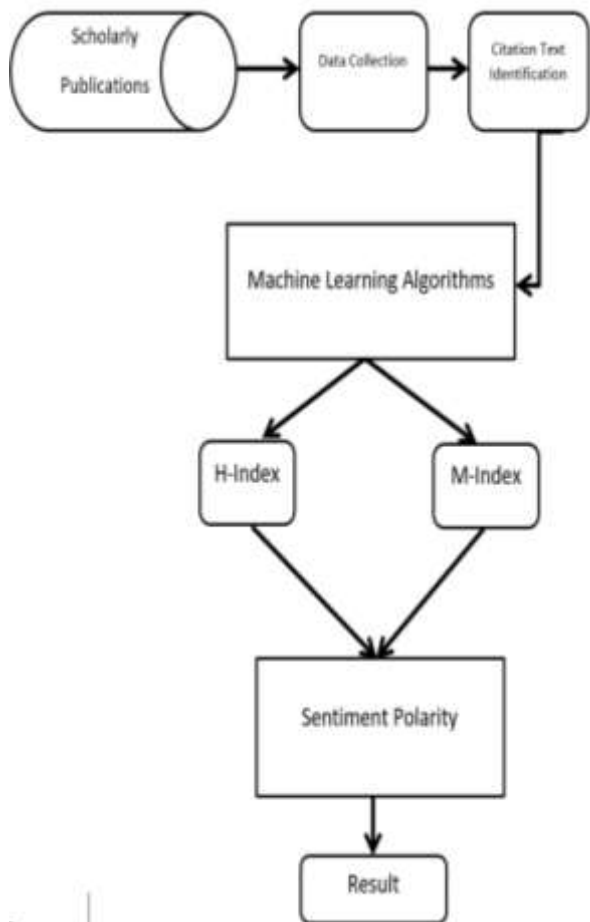 Scholarly
Publications
Data Collection
Citation Text
Identification
Machine Learning Algorithms
H-Index
M-Index
Sentiment Polarity
Result